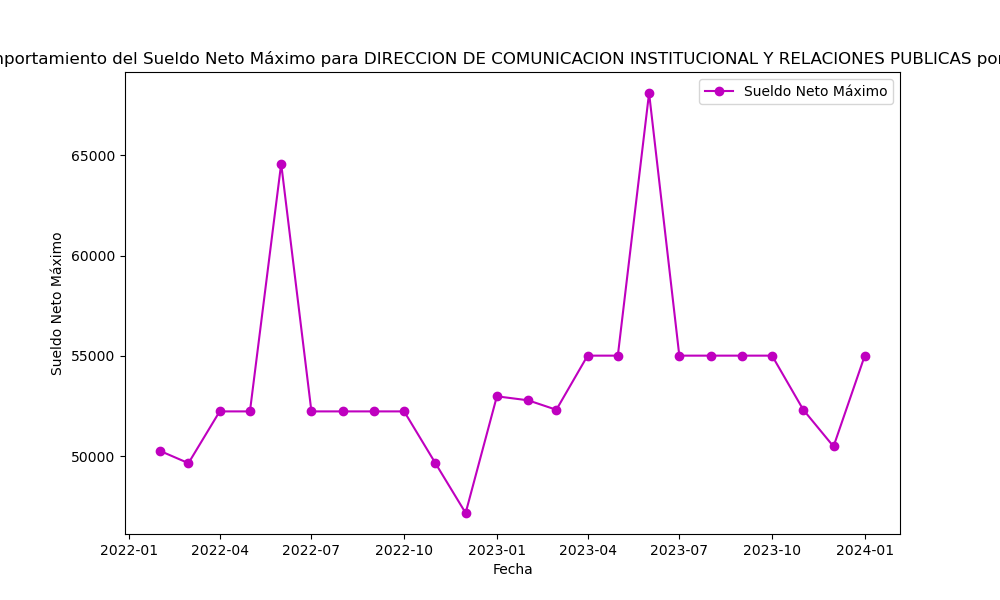 mportamiento del Sueldo Neto Máximo para DIRECCION DE COMUNICACION INSTITUCIONAL Y RELACIONES PUBLICAS por
Sueldo Neto Máximo
Sueldo Neto Máximo
65000
60000
55000
50000
2022-01 2022-04 2022-07 2022-10 2023-01 2023-04 2023-07 2023-10 2024-01
Fecha